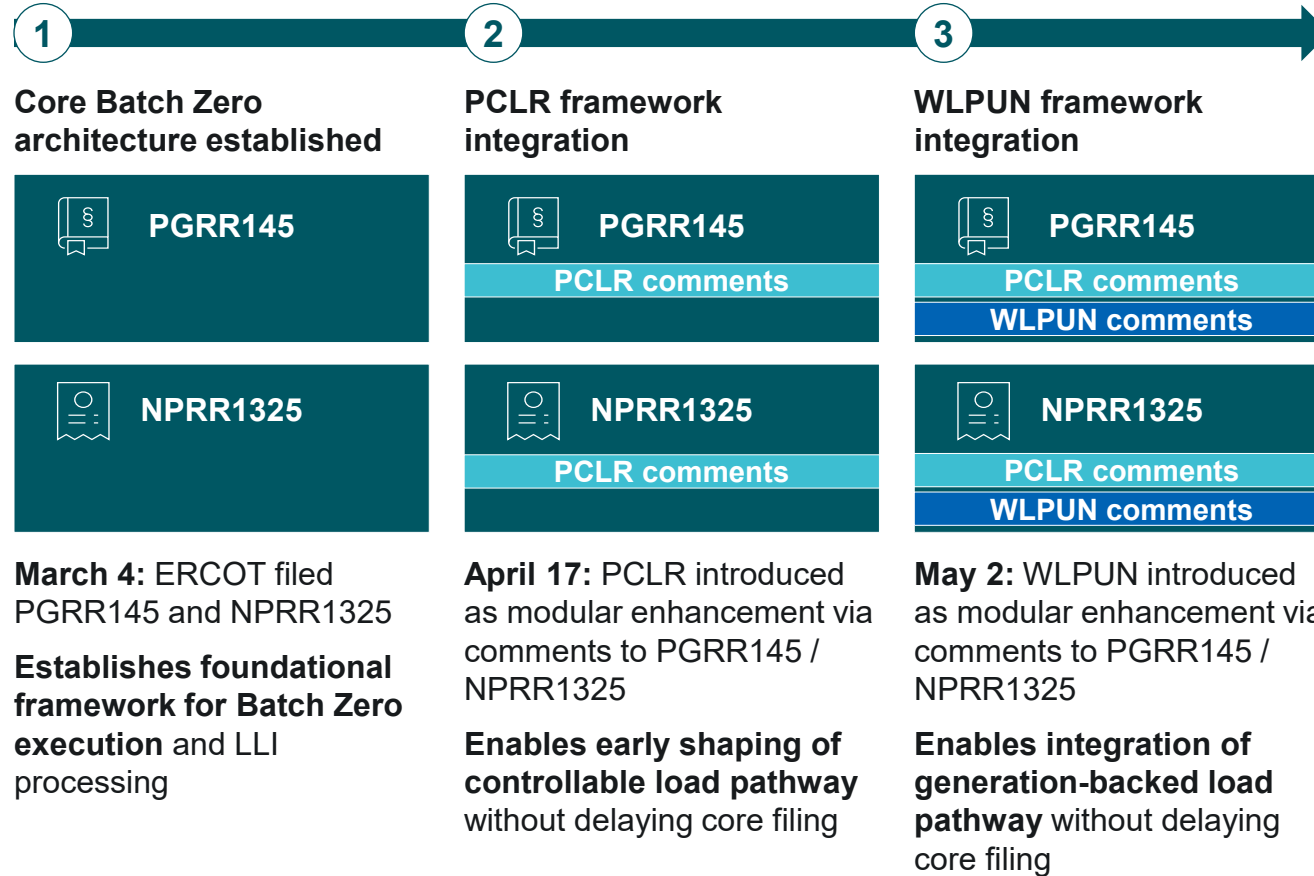 1
2
3
Core Batch Zero
architecture established
PGRR145
NPRR1325
March 4: ERCOT filed
PGRR145 and NPRR1325
Establishes foundational
framework for Batch Zero
execution and LLI
processing
PCLR framework
integration
§ PGRR145
PCLR comments
NPRR1325
PCLR comments
April 17: PCLR introduced
as modular enhancement via
comments to PGRR145 /
NPRR1325
Enables early shaping of
controllable load pathway
without delaying core filing
WLPUN framework
integration
§ PGRR145
PCLR comments
WLPUN comments
NPRR1325
PCLR comments
WLPUN comments
May 2: WLPUN introduced
as modular enhancement via
comments to PGRR145 /
NPRR1325
Enables integration of
generation-backed load
pathway without delaying
core filing